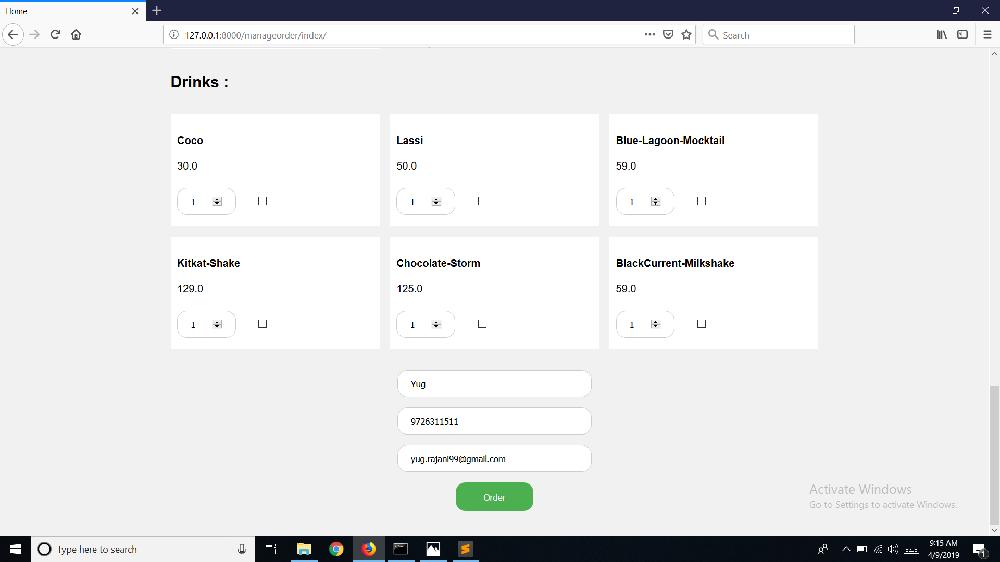 Home
127.0.0.1:8000/manageorder/index/
Search
Drinks :
Coco
Lassi
Blue-Lagoon-Mocktail
30.0
50.0
59.0
1
1
1
Kitkat-Shake
Chocolate-Storm
BlackCurrent-Milkshake
129.0
125.0
59.0
1
1
1
Yug
9726311511
yug.rajani99@gmail.com
Order
Activate Windows
Go to Settings to activate Windows.
Type here to search
9:15 AM
4/9/2019
1